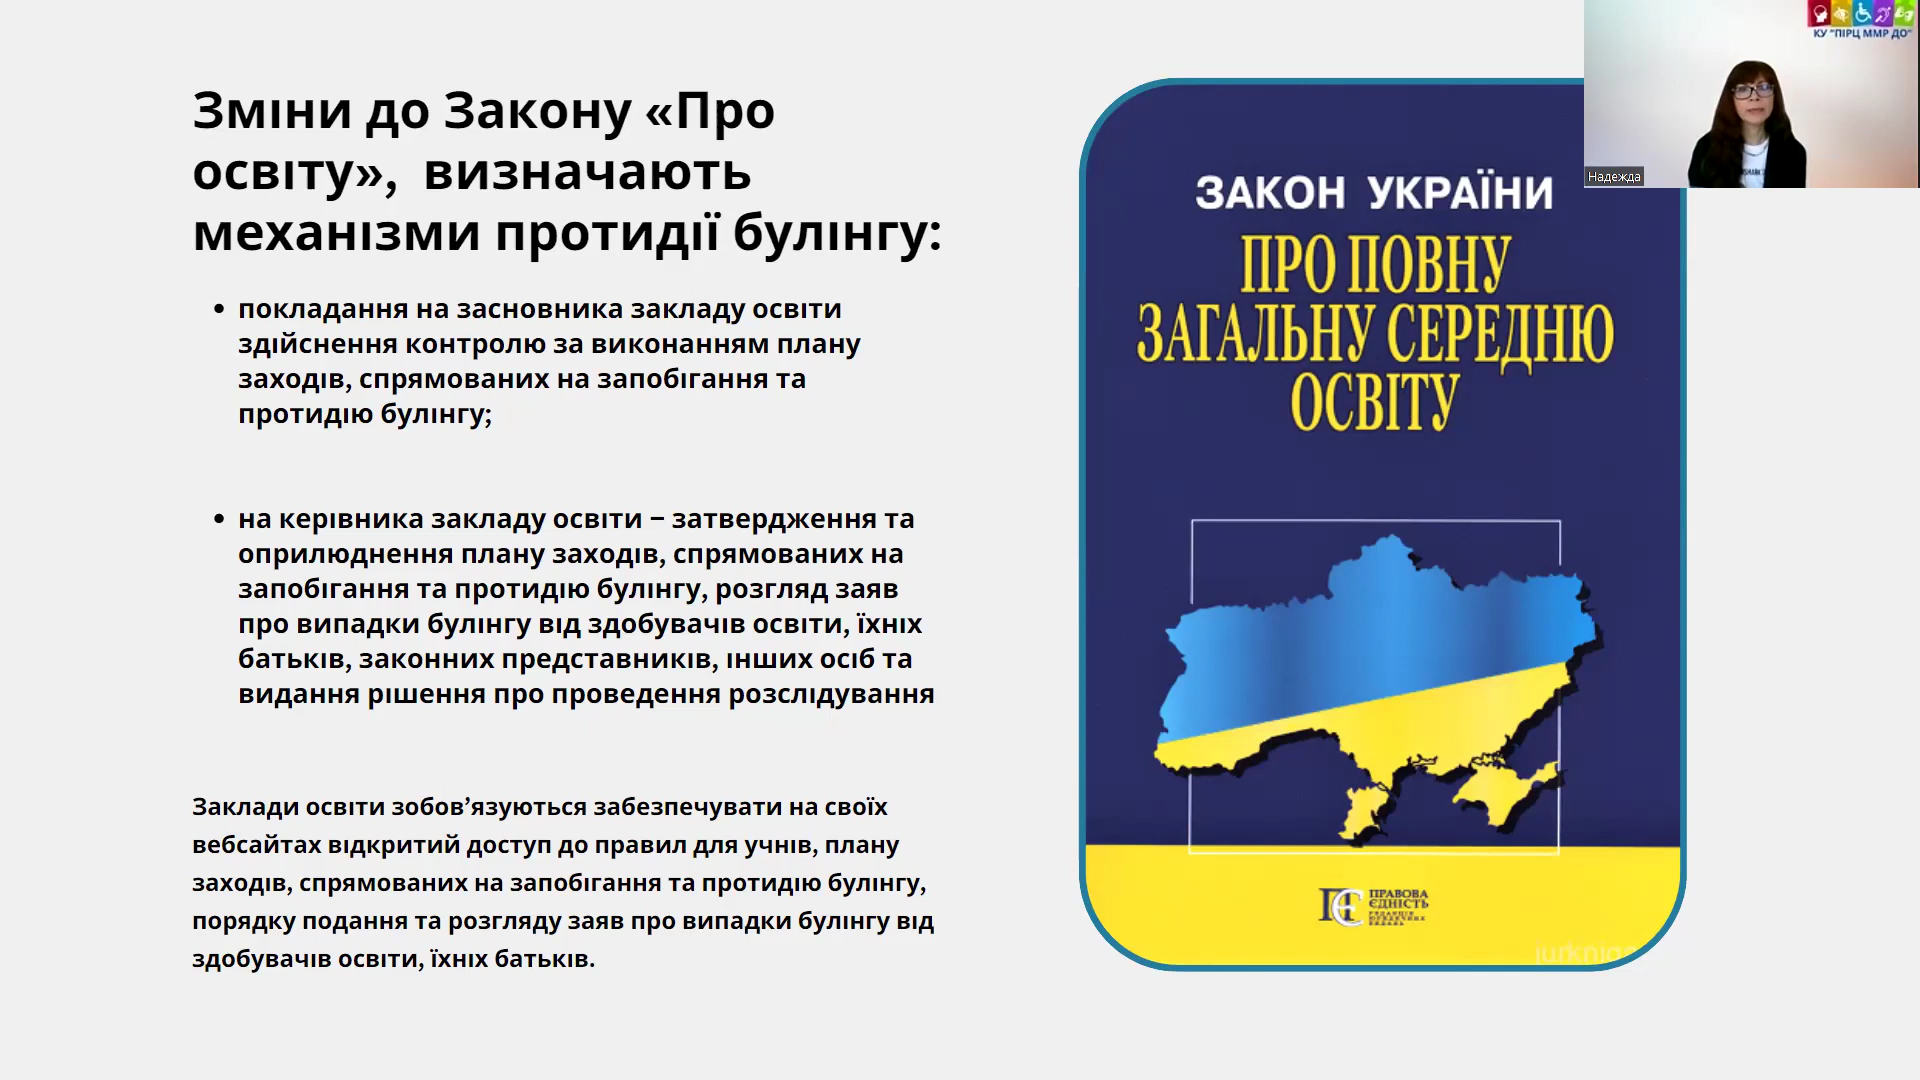 Зміни до Закону «Про
освіту», визначають
механізми протидії булінгу:
• покладання на засновника закладу освіти
здійснення контролю за виконанням плану
заходів, спрямованих на запобігання та
протидію булінгу;
• на керівника закладу освіти – затвердження та
оприлюднення плану заходів, спрямованих на
запобігання та протидію булінгу, розгляд заяв
про випадки булінгу від здобувачів освіти, їхніх
батьків, законних представників, інших осіб та
видання рішення про проведення розслідування
Заклади освіти зобов’язуються забезпечувати на своїх
вебсайтах відкритий доступ до правил для учнів, плану
заходів, спрямованих на запобігання та протидію булінгу,
порядку подання та розгляду заяв про випадки булінгу від
здобувачів освіти, їхніх батьків.
ЗАКОН УКРАЇНИ
ПРО ПОВНУ
ЗАГАЛЬНУ СЕРЕДНЮ
ОСВІТУ
ПРАВОВА
ЄДНІСТЬ
КУ "ПІРЦ ММР ДО"
Надежда